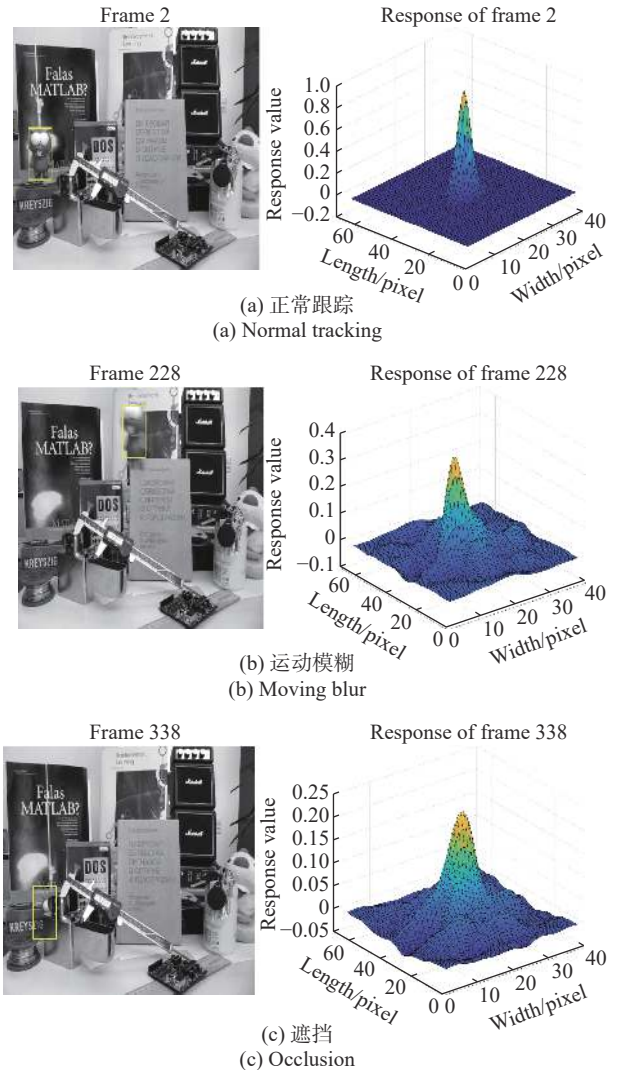 Frame 2
Response of frame 2
Falas
MATLAB?
DOS
KREYSZIG
Response value
1.0
0.8
0.6
0.4
0.2
0
−0.2
60
40
20
0
Length/pixel
0
10
20
30
40
Width/pixel
(a) 正常跟踪
(a) Normal tracking
Frame 228
Response of frame 228
Falas
MATLAB?
DOS
KREYSZIG
Response value
0.4
0.3
0.2
0.1
0
−0.1
60
40
20
0
Length/pixel
0
10
20
30
40
Width/pixel
(b) 运动模糊
(b) Moving blur
Frame 338
Response of frame 338
Falas
MATLAB?
DOS
KREYSZIG
Response value
0.25
0.20
0.15
0.10
0.05
0
−0.05
60
40
20
0
Length/pixel
0
10
20
30
40
Width/pixel
(c) 遮挡
(c) Occlusion